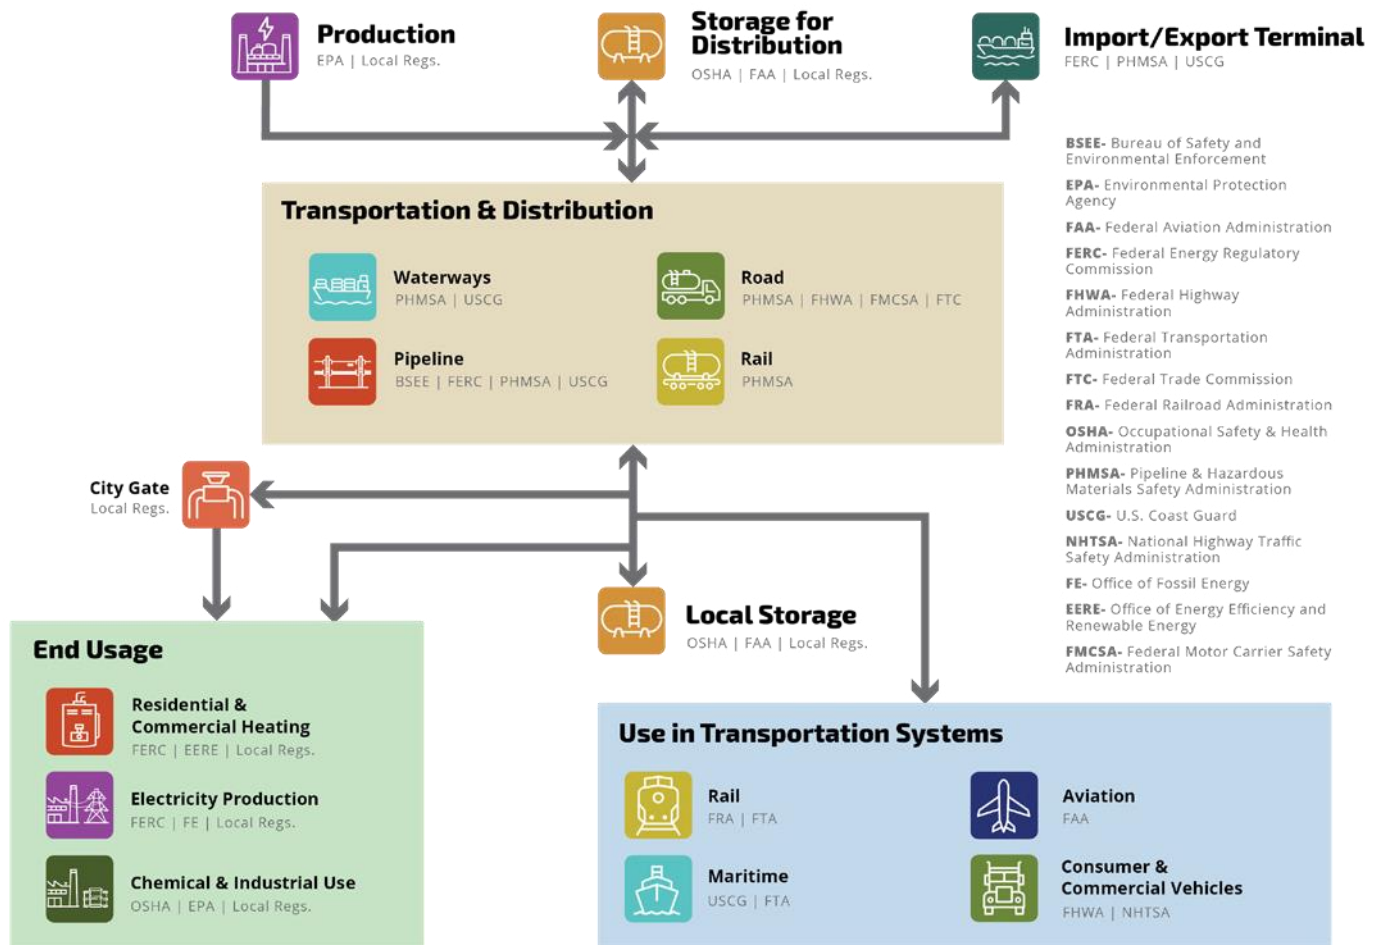 Production
EPA | Local Regs.
Storage for
Distribution
OSHA | FAA | Local Regs.
Import/Export Terminal
FERC | PHMSA | USCG
Transportation & Distribution
Waterways
PHMSA | USCG
Road
PHMSA | FHWA | FMCSA | FTC
Pipeline
BSEE | FERC | PHMSA | USCG
Rail
PHMSA
BSEE- Bureau of Safety and
Environmental Enforcement
EPA- Environmental Protection
Agency
FAA- Federal Aviation Administration
FERC- Federal Energy Regulatory
Commission
FHWA- Federal Highway
Administration
FTA- Federal Transportation
Administration
FTC- Federal Trade Commission
FRA- Federal Railroad Administration
OSHA- Occupational Safety & Health
Administration
PHMSA- Pipeline & Hazardous
Materials Safety Administration
USCG- U.S. Coast Guard
NHTSA- National Highway Traffic
Safety Administration
FE- Office of Fossil Energy
EERE- Office of Energy Efficiency and
Renewable Energy
FMCSA- Federal Motor Carrier Safety
Administration
City Gate
Local Regs.
Local Storage
OSHA | FAA | Local Regs.
End Usage
Residential &
Commercial Heating
FERC | EERE | Local Regs.
Electricity Production
FERC | FE | Local Regs.
Chemical & Industrial Use
OSHA | EPA | Local Regs.
Use in Transportation Systems
Rail
FRA | FTA
Aviation
FAA
Maritime
USCG | FTA
Consumer &
Commercial Vehicles
FHWA | NHTSA